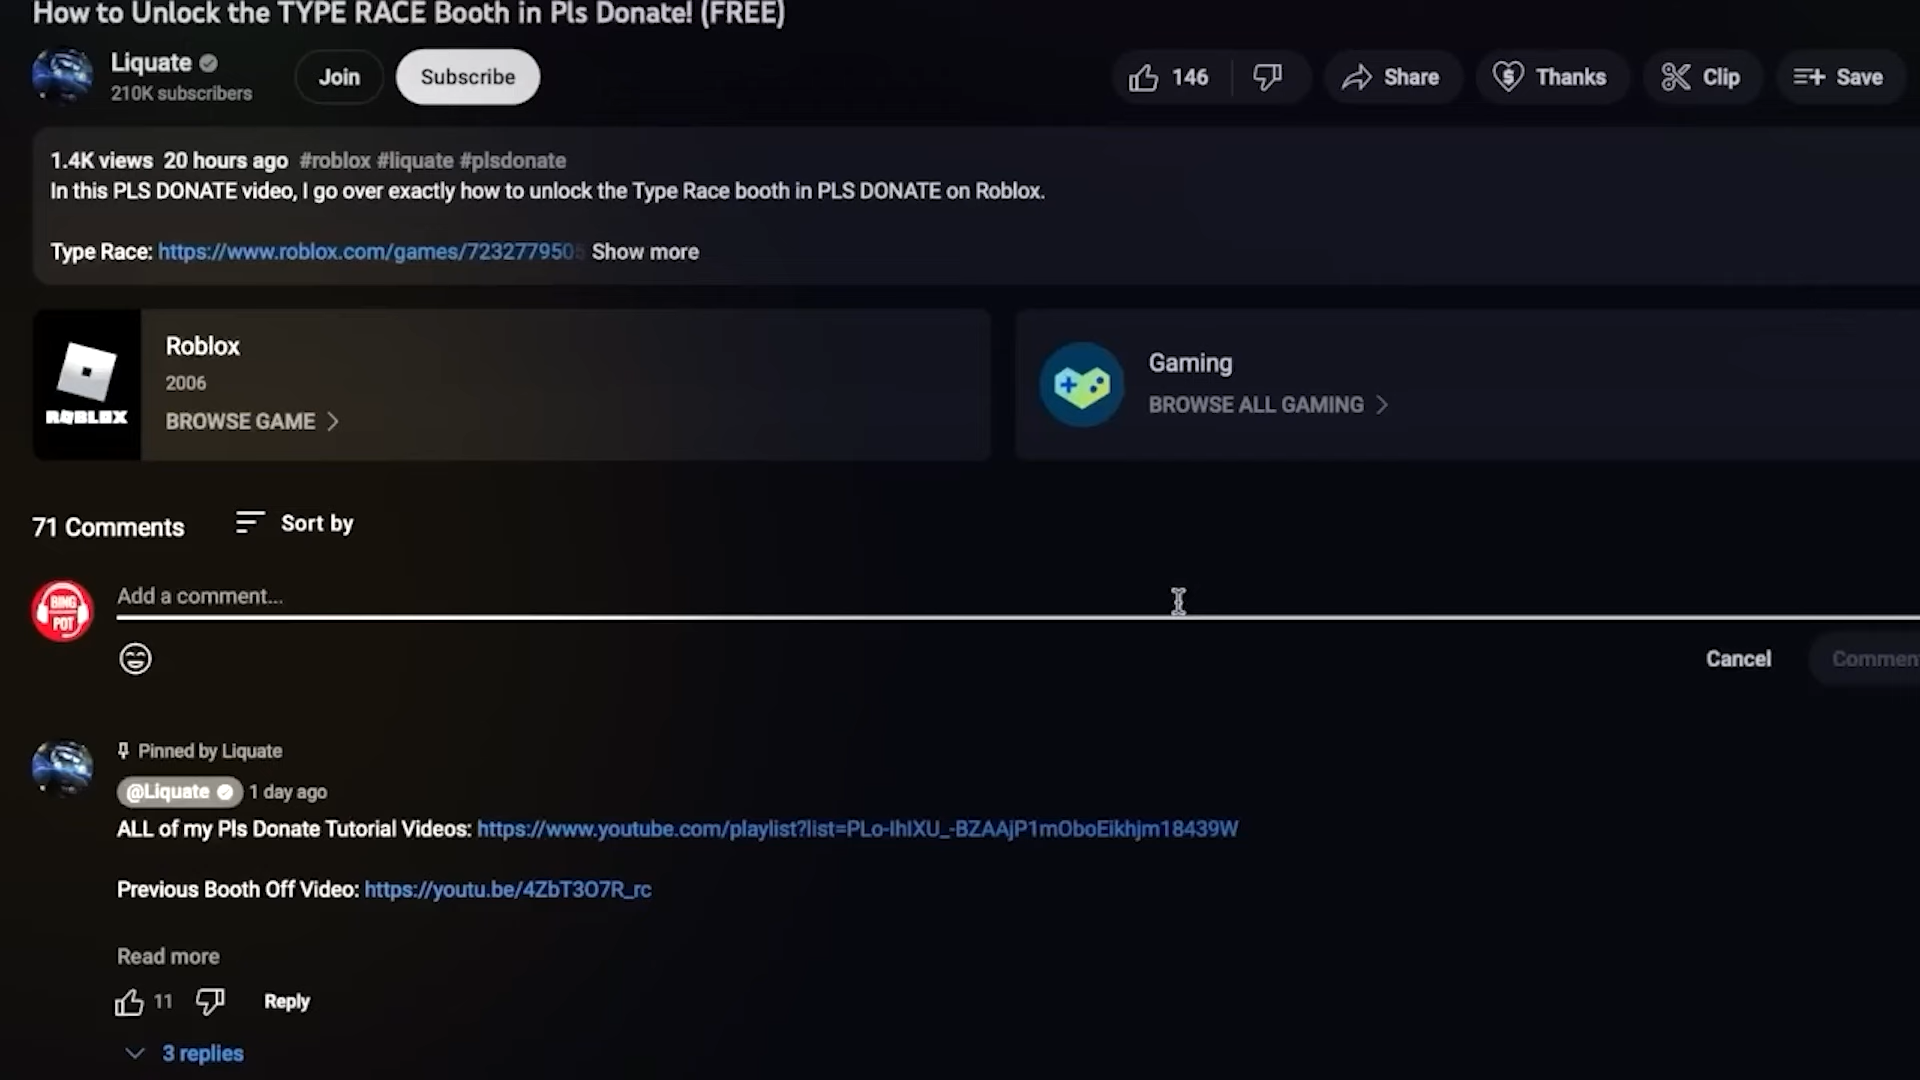 How to Unlock the TYPE RACE Booth in Pls Donate! (FREE)
Liquate
210K subscribers
Join
Subscribe
146
Share
Thanks
Clip
Save
1.4K views 20 hours ago #roblox #liquate #plsdonate
In this PLS DONATE video, I go over exactly how to unlock the Type Race booth in PLS DONATE on Roblox.
Type Race: https://www.roblox.com/games/7232779505 Show more
ROBLOX
Roblox
2006
BROWSE GAME
Gaming
BROWSE ALL GAMING
71 Comments
Sort by
BING
POT
Add a comment...
Cancel
Commen
Pinned by Liquate
@Liquate 1 day ago
ALL of my Pls Donate Tutorial Videos: https://www.youtube.com/playlist?list=PLo-IhIXU_-BZAAjP1mOboEikhjm18439W
Previous Booth Off Video: https://youtu.be/4ZbT3O7R_rc
Read more
11
Reply
3 replies